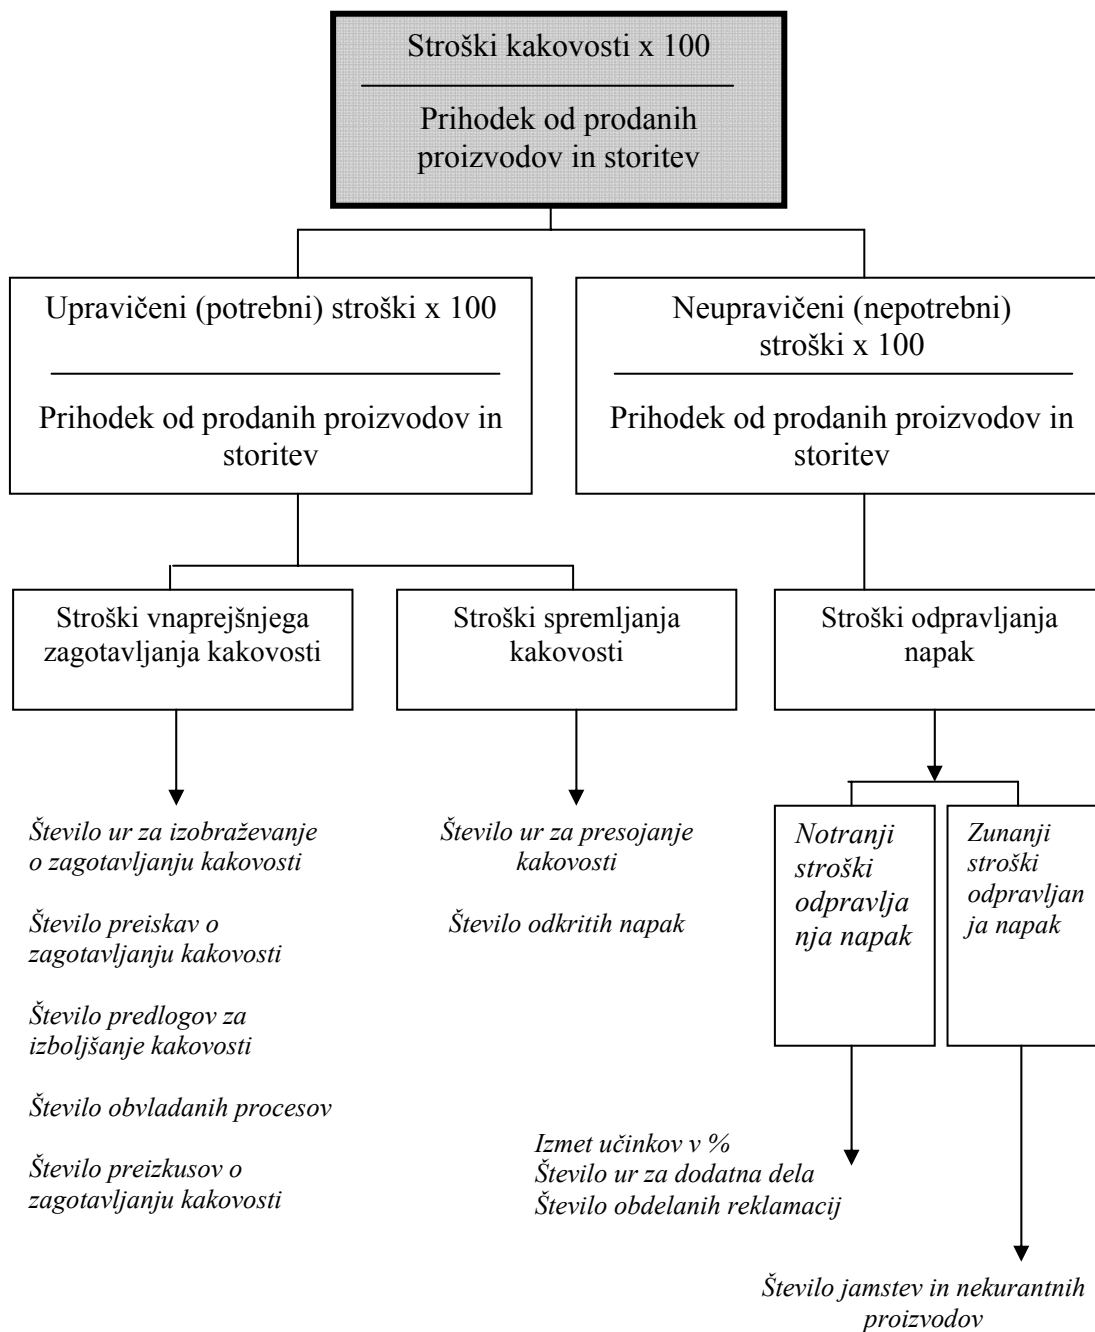 Stroški kakovosti x 100
Prihodek od prodanih
proizvodov in storitev
Upravičeni (potrebni) stroški x 100
Prihodek od prodanih proizvodov in
storitev
Neupravičeni (nepotrebni)
stroški x 100
Prihodek od prodanih proizvodov in
storitev
Stroški vnaprejšnjega
zagotavljanja kakovosti
Stroški spremljanja
kakovosti
Stroški odpravljanja
napak
Število ur za izobraževanje
o zagotavljanju kakovosti
Število preiskav o
zagotavljanju kakovosti
Število predlogov za
izboljšanje kakovosti
Število obvladanih procesov
Število preizkusov o
zagotavljanju kakovosti
Število ur za presojanje
kakovosti
Število odkritih napak
Notranji
stroški
odpravlja
nja napak
Zunanji
stroški
odpravljan
ja napak
Izmet učinkov v %
Število ur za dodatna dela
Število obdelanih reklamacij
Število jamstev in nekurantnih
proizvodov